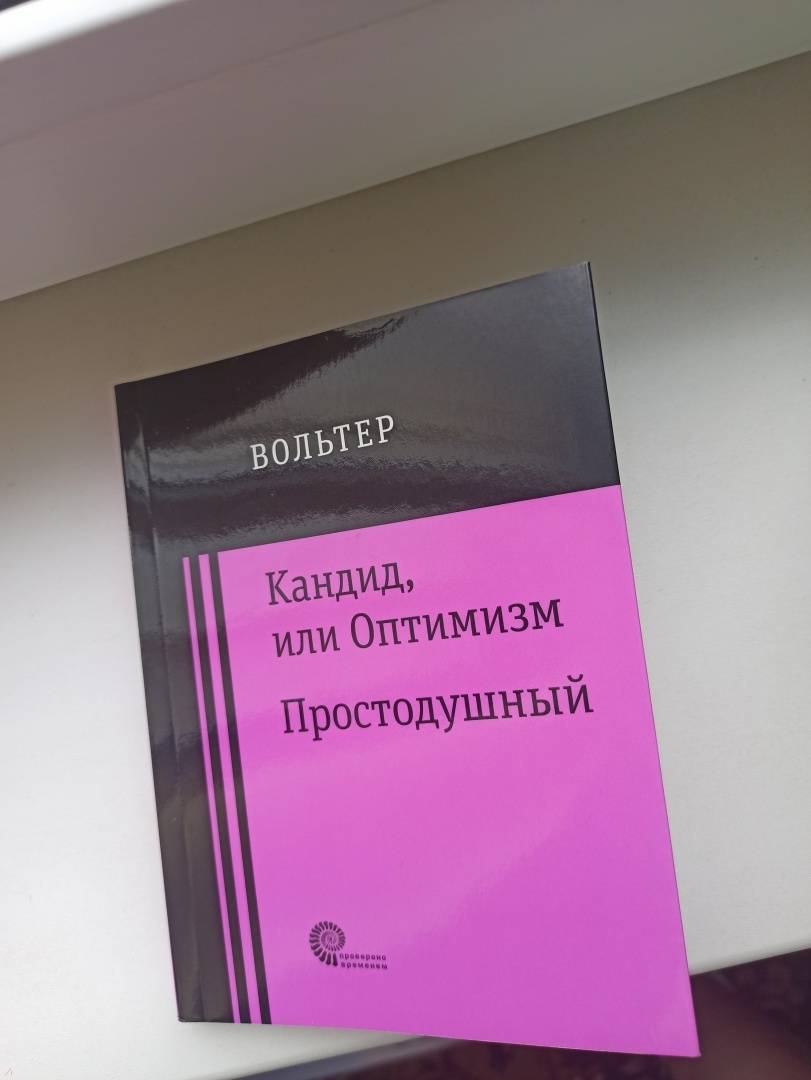 ВОЛЬТЕР
Кандид,
или Оптимизм
Простодушный
проверено
временем